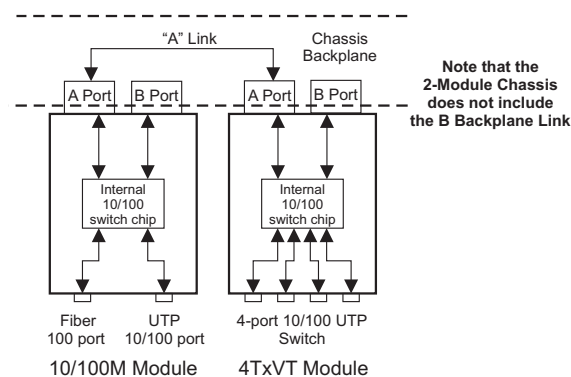 “A” Link
Chassis
Backplane
Note that the
2-Module Chassis
does not include
the B Backplane Link
A Port
B Port
A Port
B Port
Internal
10/100
switch chip
Internal
10/100
switch chip
Fiber
100 port
UTP
10/100 port
4-port 10/100 UTP
Switch
10/100M Module
4TxVT Module